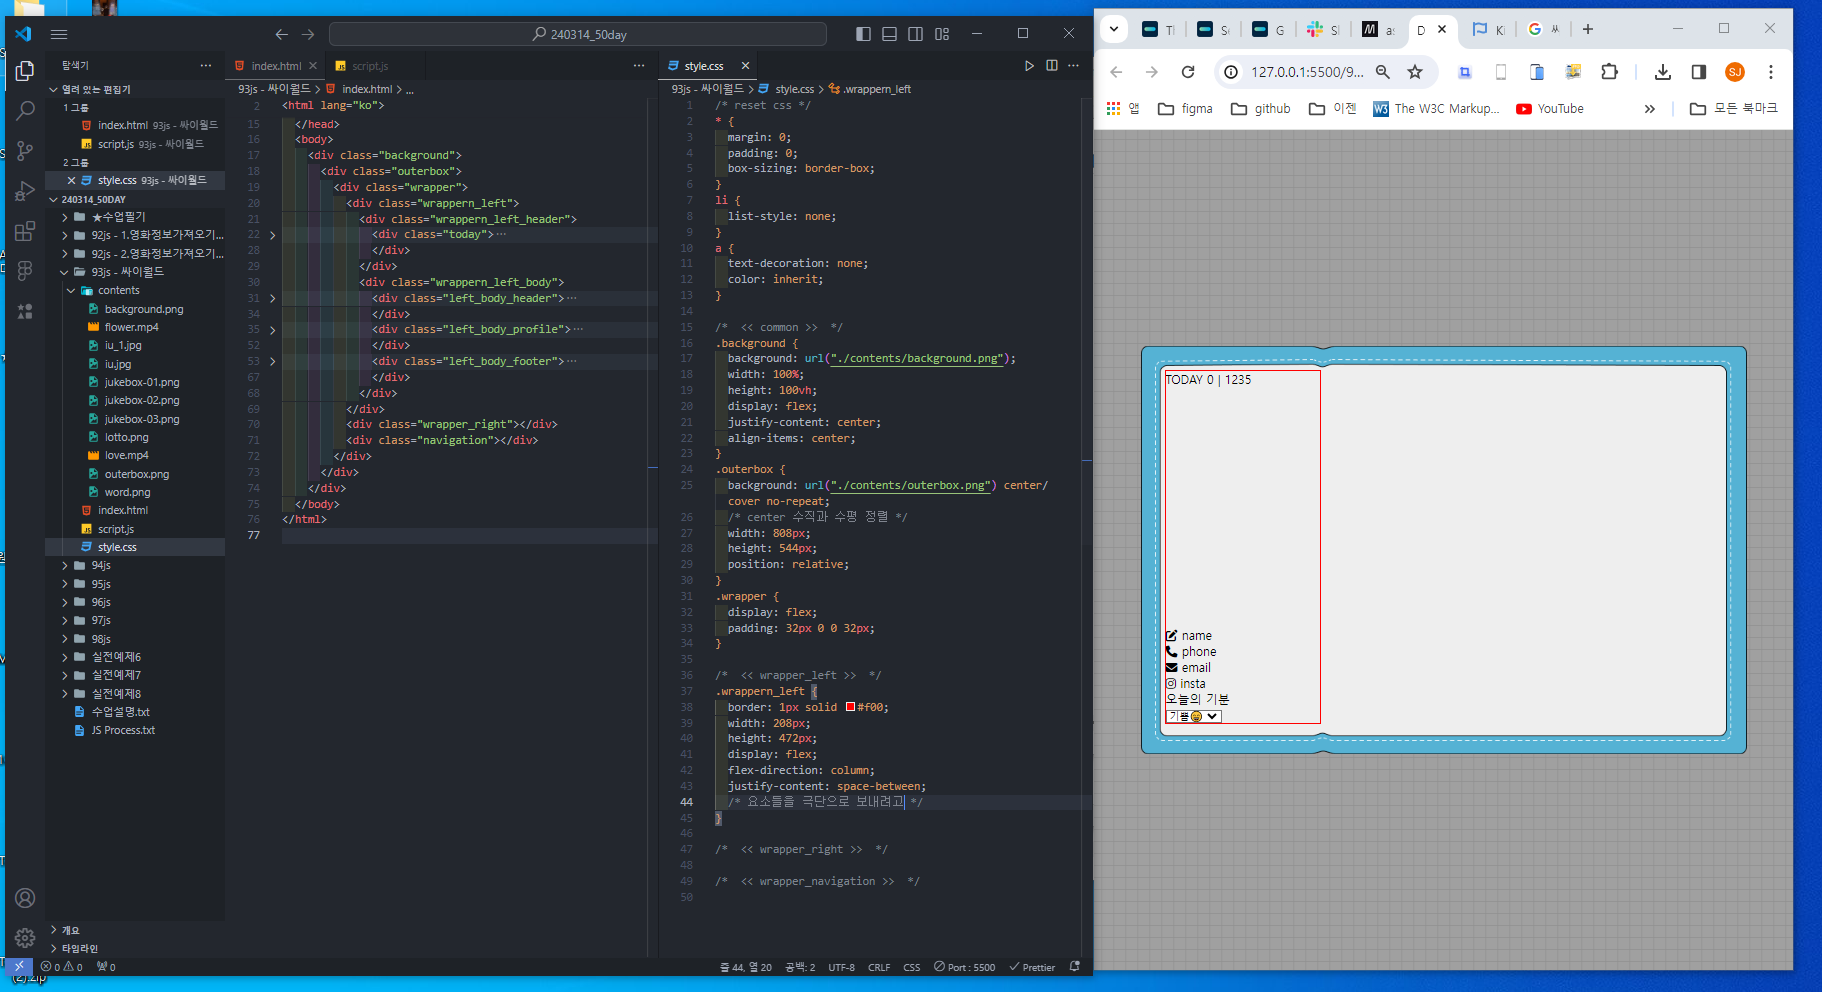 240314_50day
탐색기
열려 있는 편집기
1 그룹
index.html 93js - 싸이월드
script.js 93js - 싸이월드
2 그룹
style.css 93js - 싸이월드
240314_50DAY
★수업필기
92js - 1.영화정보가져오기...
92js - 2.영화정보가져오기...
93js - 싸이월드
contents
background.png
flower.mp4
iu_1.jpg
iu.jpg
jukebox-01.png
jukebox-02.png
jukebox-03.png
lotto.png
love.mp4
outerbox.png
word.png
index.html
script.js
style.css
94js
95js
96js
97js
98js
실전예제6
실전예제7
실전예제8
수업설명.txt
JS Process.txt
개요
타임라인
index.html
script.js
93js - 싸이월드 > index.html > ...
2 <html lang="ko">
15 </head>
16 <body>
17 <div class="background">
18 <div class="outerbox">
19 <div class="wrapper">
20 <div class="wrappern_left">
21 <div class="wrappern_left_header">
22 <div class="today">⋯
28 </div>
29 </div>
30 <div class="wrappern_left_body">
31 <div class="left_body_header">⋯
34 </div>
35 <div class="left_body_profile">⋯
52 </div>
53 <div class="left_body_footer">⋯
67 </div>
68 </div>
69 </div>
70 <div class="wrapper_right"></div>
71 <div class="navigation"></div>
72 </div>
73 </div>
74 </div>
75 </body>
76 </html>
77
style.css
93js - 싸이월드 > style.css > .wrappern_left
1 /* reset css */
2 * {
3 margin: 0;
4 padding: 0;
5 box-sizing: border-box;
6 }
7 li {
8 list-style: none;
9 }
10 a {
11 text-decoration: none;
12 color: inherit;
13 }
14
15 /* << common >> */
16 .background {
17 background: url("./contents/background.png");
18 width: 100%;
19 height: 100vh;
20 display: flex;
21 justify-content: center;
22 align-items: center;
23 }
24 .outerbox {
25 background: url("./contents/outerbox.png") center/
cover no-repeat;
26 /* center 수직과 수평 정렬 */
27 width: 808px;
28 height: 544px;
29 position: relative;
30 }
31 .wrapper {
32 display: flex;
33 padding: 32px 0 0 32px;
34 }
35
36 /* << wrapper_left >> */
37 .wrappern_left {
38 border: 1px solid #f00;
39 width: 208px;
40 height: 472px;
41 display: flex;
42 flex-direction: column;
43 justify-content: space-between;
44 /* 요소들을 극단으로 보내려고 */
45 }
46
47 /* << wrapper_right >> */
48
49 /* << wrapper_navigation >> */
50
0 0 0
줄 44, 열 20 공백: 2 UTF-8 CRLF CSS Port : 5500 Prettier
(2).zip
D
127.0.0.1:5500/9...
SJ
앱 figma github 이젠 The W3C Markup... YouTube » 모든 북마크
TODAY 0 | 1235
name
phone
email
insta
오늘의 기분
기쁨😀